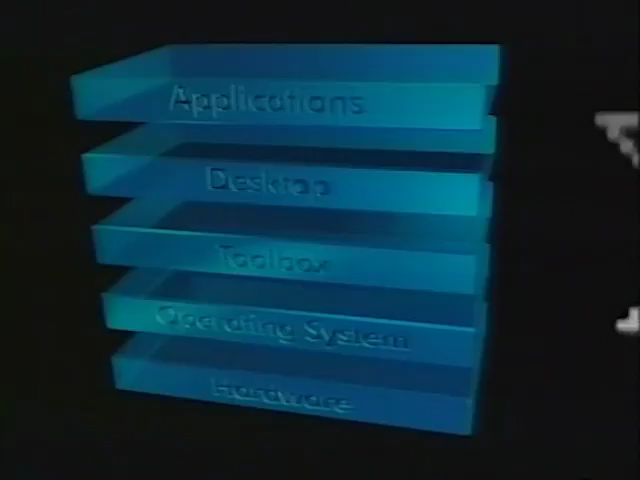 Applications
Desktop
Toolbox
Operating System
Hardware